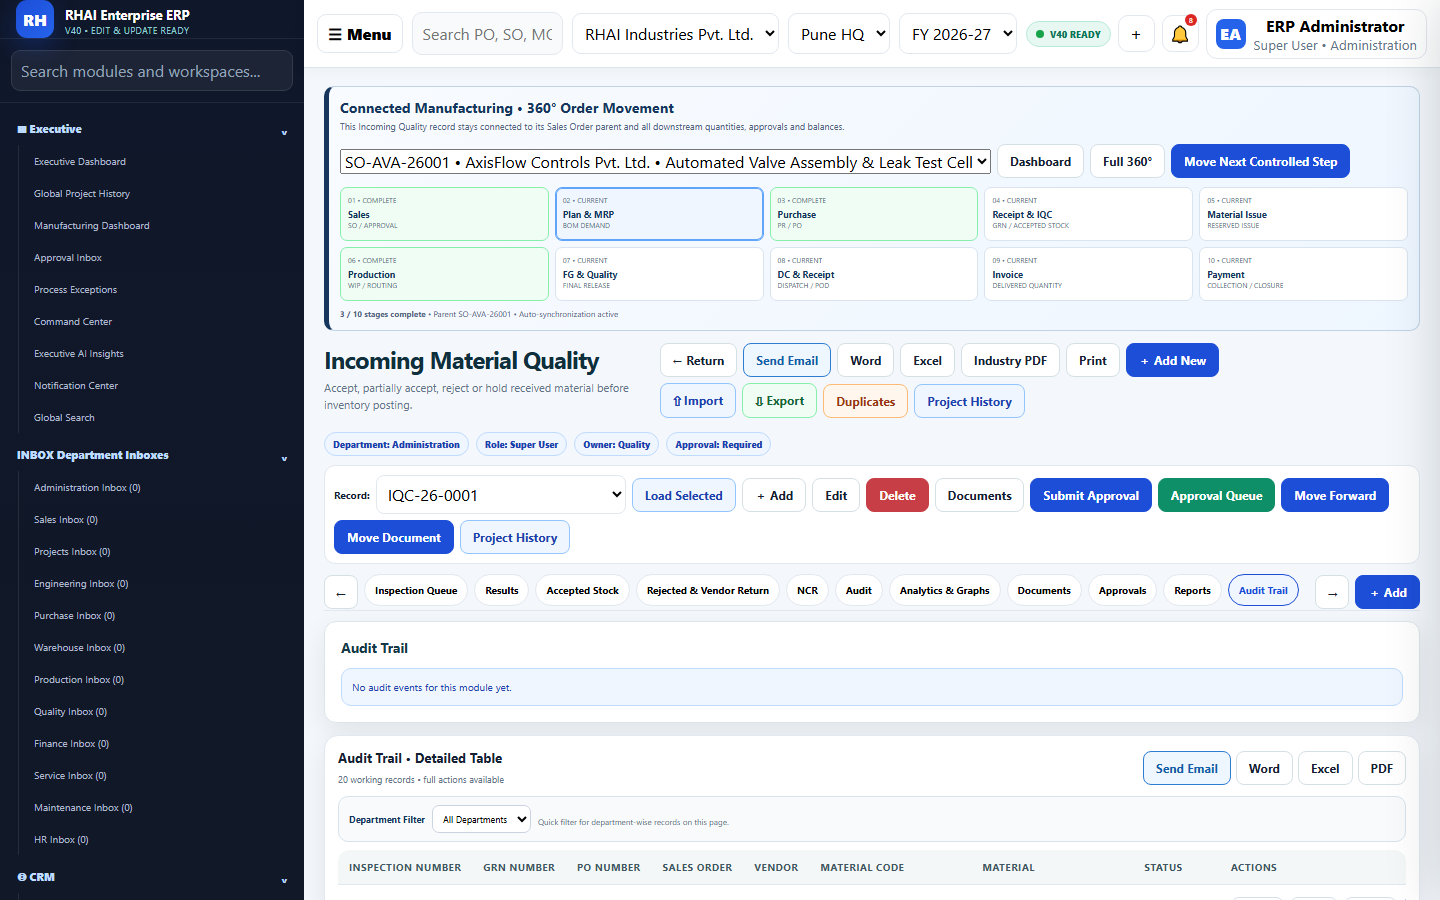 RH
RHAI Enterprise ERP
V40 • EDIT & UPDATE READY
Search modules and workspaces...
Executive
Executive Dashboard
Global Project History
Manufacturing Dashboard
Approval Inbox
Process Exceptions
Command Center
Executive AI Insights
Notification Center
Global Search
INBOX Department Inboxes
Administration Inbox (0)
Sales Inbox (0)
Projects Inbox (0)
Engineering Inbox (0)
Purchase Inbox (0)
Warehouse Inbox (0)
Production Inbox (0)
Quality Inbox (0)
Finance Inbox (0)
Service Inbox (0)
Maintenance Inbox (0)
HR Inbox (0)
CRM
☰ Menu
Search PO, SO, MO
RHAI Industries Pvt. Ltd.
Pune HQ
FY 2026-27
V40 READY
+
8
EA
ERP Administrator
Super User • Administration
Connected Manufacturing • 360° Order Movement
This Incoming Quality record stays connected to its Sales Order parent and all downstream quantities, approvals and balances.
SO-AVA-26001 • AxisFlow Controls Pvt. Ltd. • Automated Valve Assembly & Leak Test Cell
Dashboard
Full 360°
Move Next Controlled Step
01 • COMPLETE
Sales
SO / APPROVAL
02 • CURRENT
Plan & MRP
BOM DEMAND
03 • COMPLETE
Purchase
PR / PO
04 • CURRENT
Receipt & IQC
GRN / ACCEPTED STOCK
05 • CURRENT
Material Issue
RESERVED ISSUE
06 • COMPLETE
Production
WIP / ROUTING
07 • CURRENT
FG & Quality
FINAL RELEASE
08 • CURRENT
DC & Receipt
DISPATCH / POD
09 • CURRENT
Invoice
DELIVERED QUANTITY
10 • CURRENT
Payment
COLLECTION / CLOSURE
3 / 10 stages complete • Parent SO-AVA-26001 • Auto-synchronization active
Incoming Material Quality
Accept, partially accept, reject or hold received material before
inventory posting.
← Return
Send Email
Word
Excel
Industry PDF
Print
+ Add New
⇧ Import
⇩ Export
Duplicates
Project History
Department: Administration
Role: Super User
Owner: Quality
Approval: Required
Record:
IQC-26-0001
Load Selected
+ Add
Edit
Delete
Documents
Submit Approval
Approval Queue
Move Forward
Move Document
Project History
←
Inspection Queue
Results
Accepted Stock
Rejected & Vendor Return
NCR
Audit
Analytics & Graphs
Documents
Approvals
Reports
Audit Trail
→
+ Add
Audit Trail
No audit events for this module yet.
Audit Trail • Detailed Table
20 working records • full actions available
Send Email
Word
Excel
PDF
Department Filter
All Departments
Quick filter for department-wise records on this page.
INSPECTION NUMBER
GRN NUMBER
PO NUMBER
SALES ORDER
VENDOR
MATERIAL CODE
MATERIAL
STATUS
ACTIONS